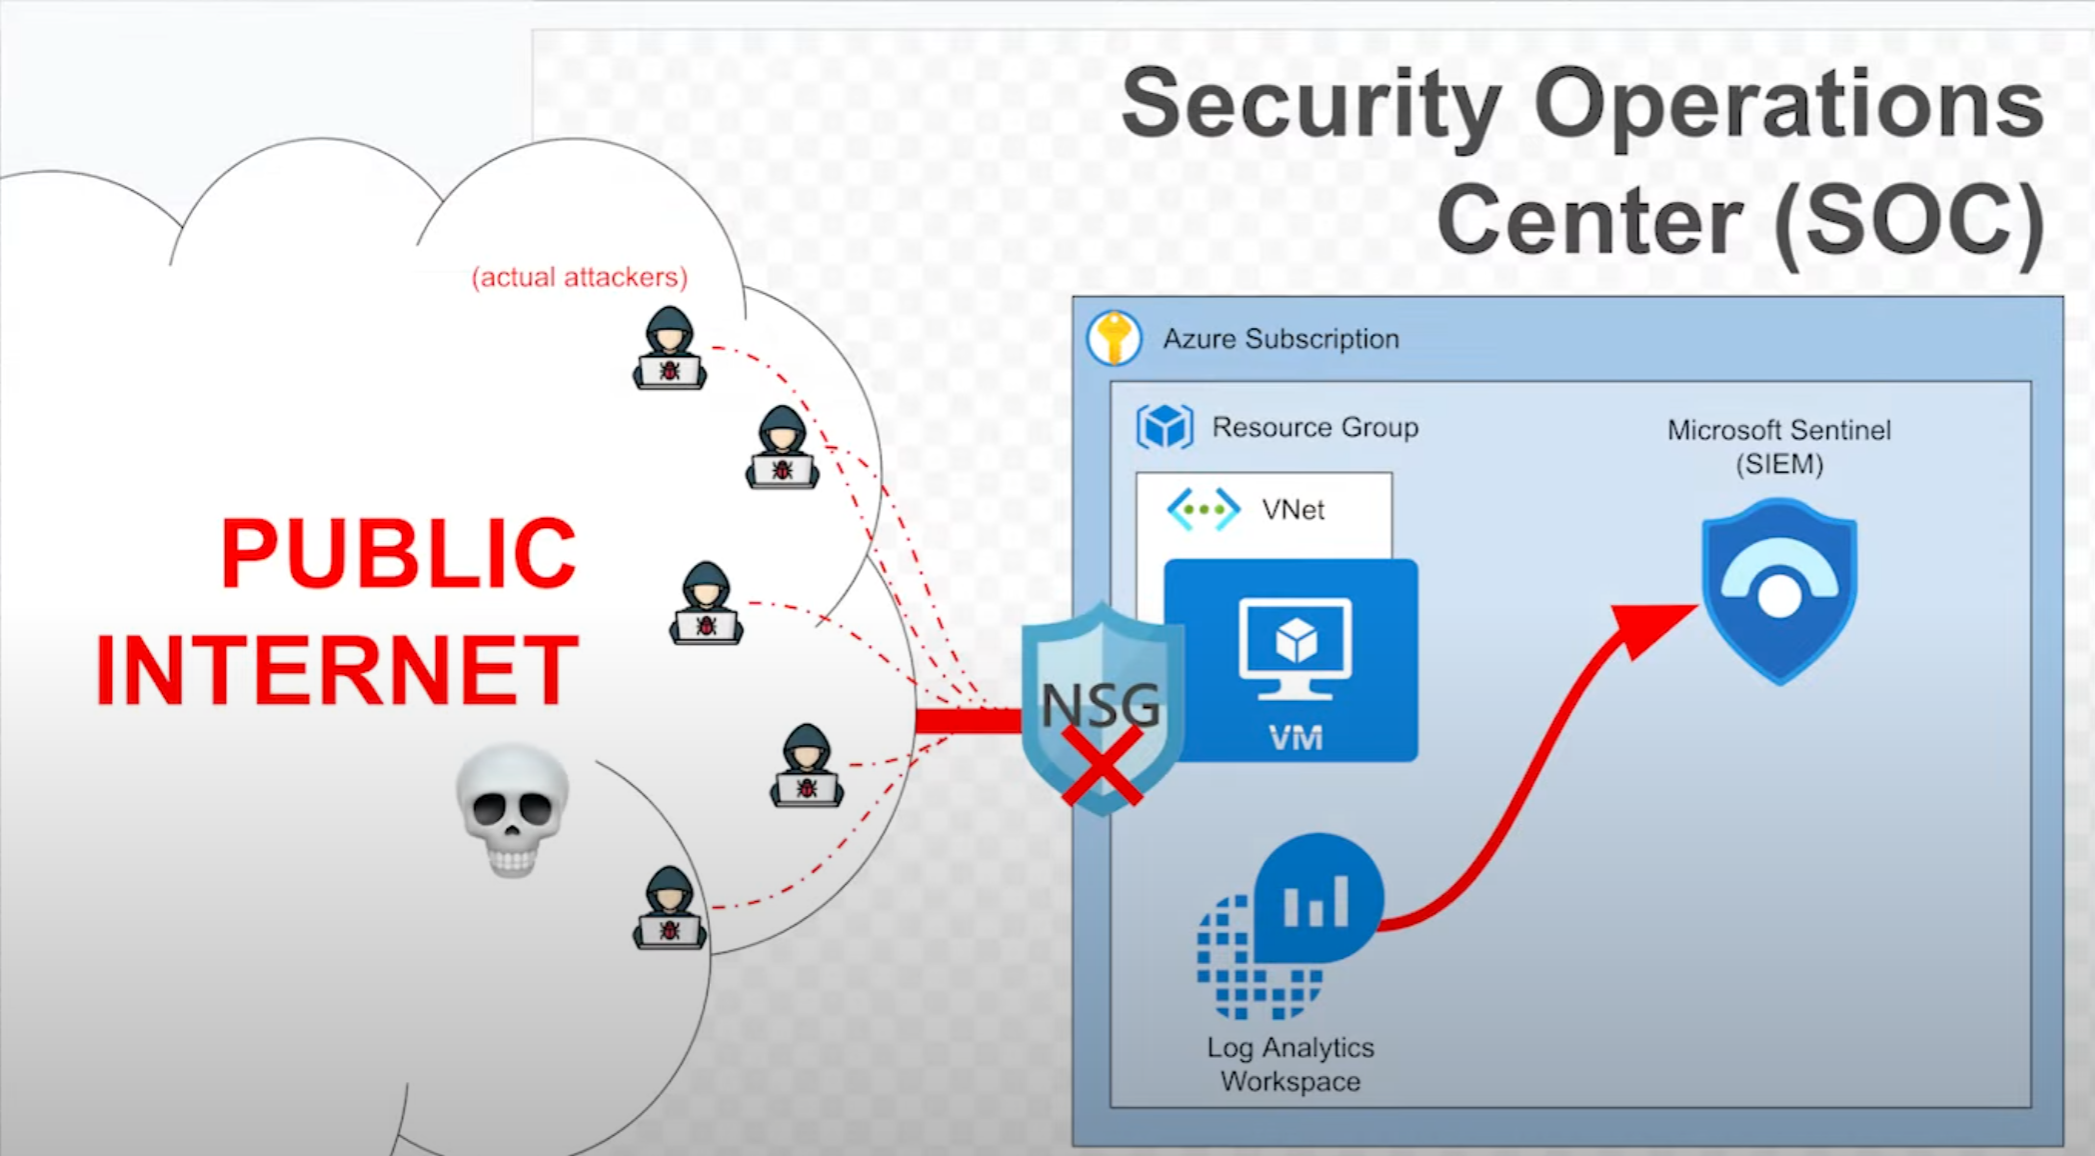 Security Operations
Center (SOC)
(actual attackers)
PUBLIC
INTERNET
Azure Subscription
Resource Group
Microsoft Sentinel
(SIEM)
VNet
NSG
VM
Log Analytics
Workspace